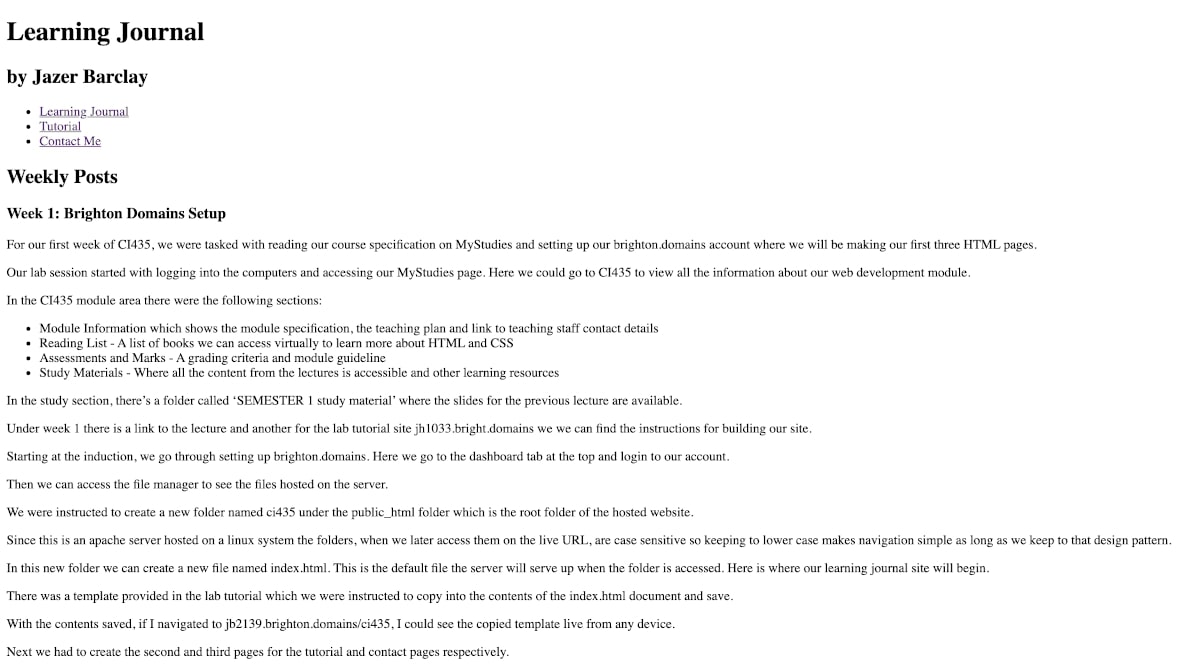 Learning Journal
by Jazer Barclay
Learning Journal
Tutorial
Contact Me
Weekly Posts
Week 1: Brighton Domains Setup
For our first week of CI435, we were tasked with reading our course specification on MyStudies and setting up our brighton.domains account where we will be making our first three HTML pages.
Our lab session started with logging into the computers and accessing our MyStudies page. Here we could go to CI435 to view all the information about our web development module.
In the CI435 module area there were the following sections:
Module Information which shows the module specification, the teaching plan and link to teaching staff contact details
Reading List - A list of books we can access virtually to learn more about HTML and CSS
Assessments and Marks - A grading criteria and module guideline
Study Materials - Where all the content from the lectures is accessible and other learning resources
In the study section, there's a folder called ‘SEMESTER 1 study material’ where the slides for the previous lecture are available.
Under week 1 there is a link to the lecture and another for the lab tutorial site jh1033.bright.domains we we can find the instructions for building our site.
Starting at the induction, we go through setting up brighton.domains. Here we go to the dashboard tab at the top and login to our account.
Then we can access the file manager to see the files hosted on the server.
We were instructed to create a new folder named ci435 under the public_html folder which is the root folder of the hosted website.
Since this is an apache server hosted on a linux system the folders, when we later access them on the live URL, are case sensitive so keeping to lower case makes navigation simple as long as we keep to that design pattern.
In this new folder we can create a new file named index.html. This is the default file the server will serve up when the folder is accessed. Here is where our learning journal site will begin.
There was a template provided in the lab tutorial which we were instructed to copy into the contents of the index.html document and save.
With the contents saved, if I navigated to jb2139.brighton.domains/ci435, I could see the copied template live from any device.
Next we had to create the second and third pages for the tutorial and contact pages respectively.